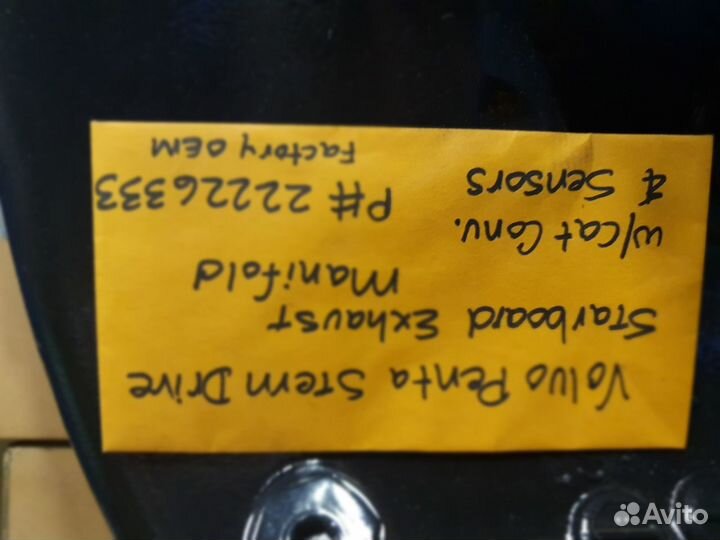 Volvo Penta Stern Drive
Starboard Exhaust
Manifold
w/cat Conv.
& Sensors
P# 22226333
Factory OEM
Avito